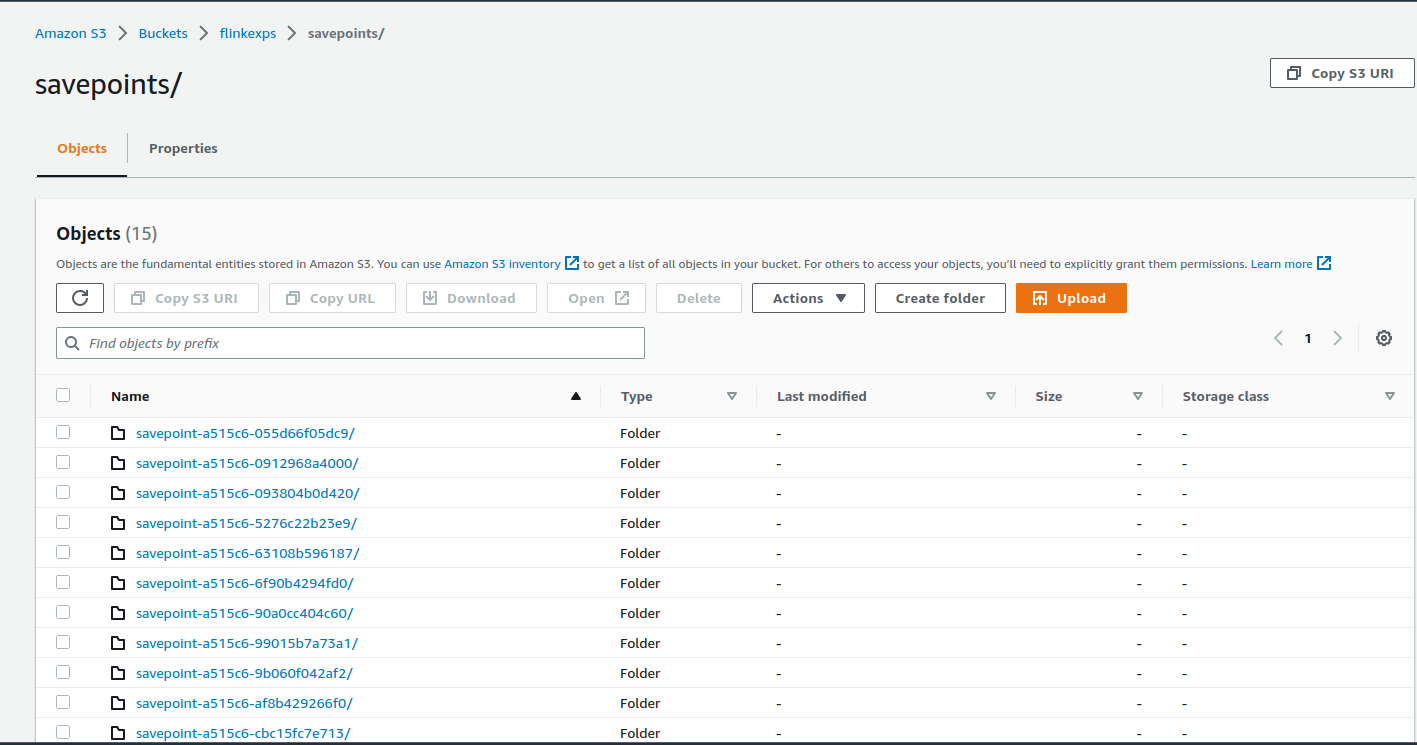 Amazon S3 > Buckets > flinkexps > savepoints/
savepoints/
Copy S3 URI
Objects Properties
Objects (15)
Objects are the fundamental entities stored in Amazon S3. You can use Amazon S3 inventory to get a list of all objects in your bucket. For others to access your objects, you'll need to explicitly grant them permissions. Learn more
Copy S3 URI Copy URL Download Open Delete Actions Create folder Upload
Find objects by prefix
1
Name Type Last modified Size Storage class
savepoint-a515c6-055d66f05dc9/ Folder - - -
savepoint-a515c6-0912968a4000/ Folder - - -
savepoint-a515c6-093804b0d420/ Folder - - -
savepoint-a515c6-5276c22b23e9/ Folder - - -
savepoint-a515c6-63108b596187/ Folder - - -
savepoint-a515c6-6f90b4294fd0/ Folder - - -
savepoint-a515c6-90a0cc404c60/ Folder - - -
savepoint-a515c6-99015b7a73a1/ Folder - - -
savepoint-a515c6-9b060f042af2/ Folder - - -
savepoint-a515c6-af8b429266f0/ Folder - - -
savepoint-a515c6-cbc15fc7e713/ Folder - - -